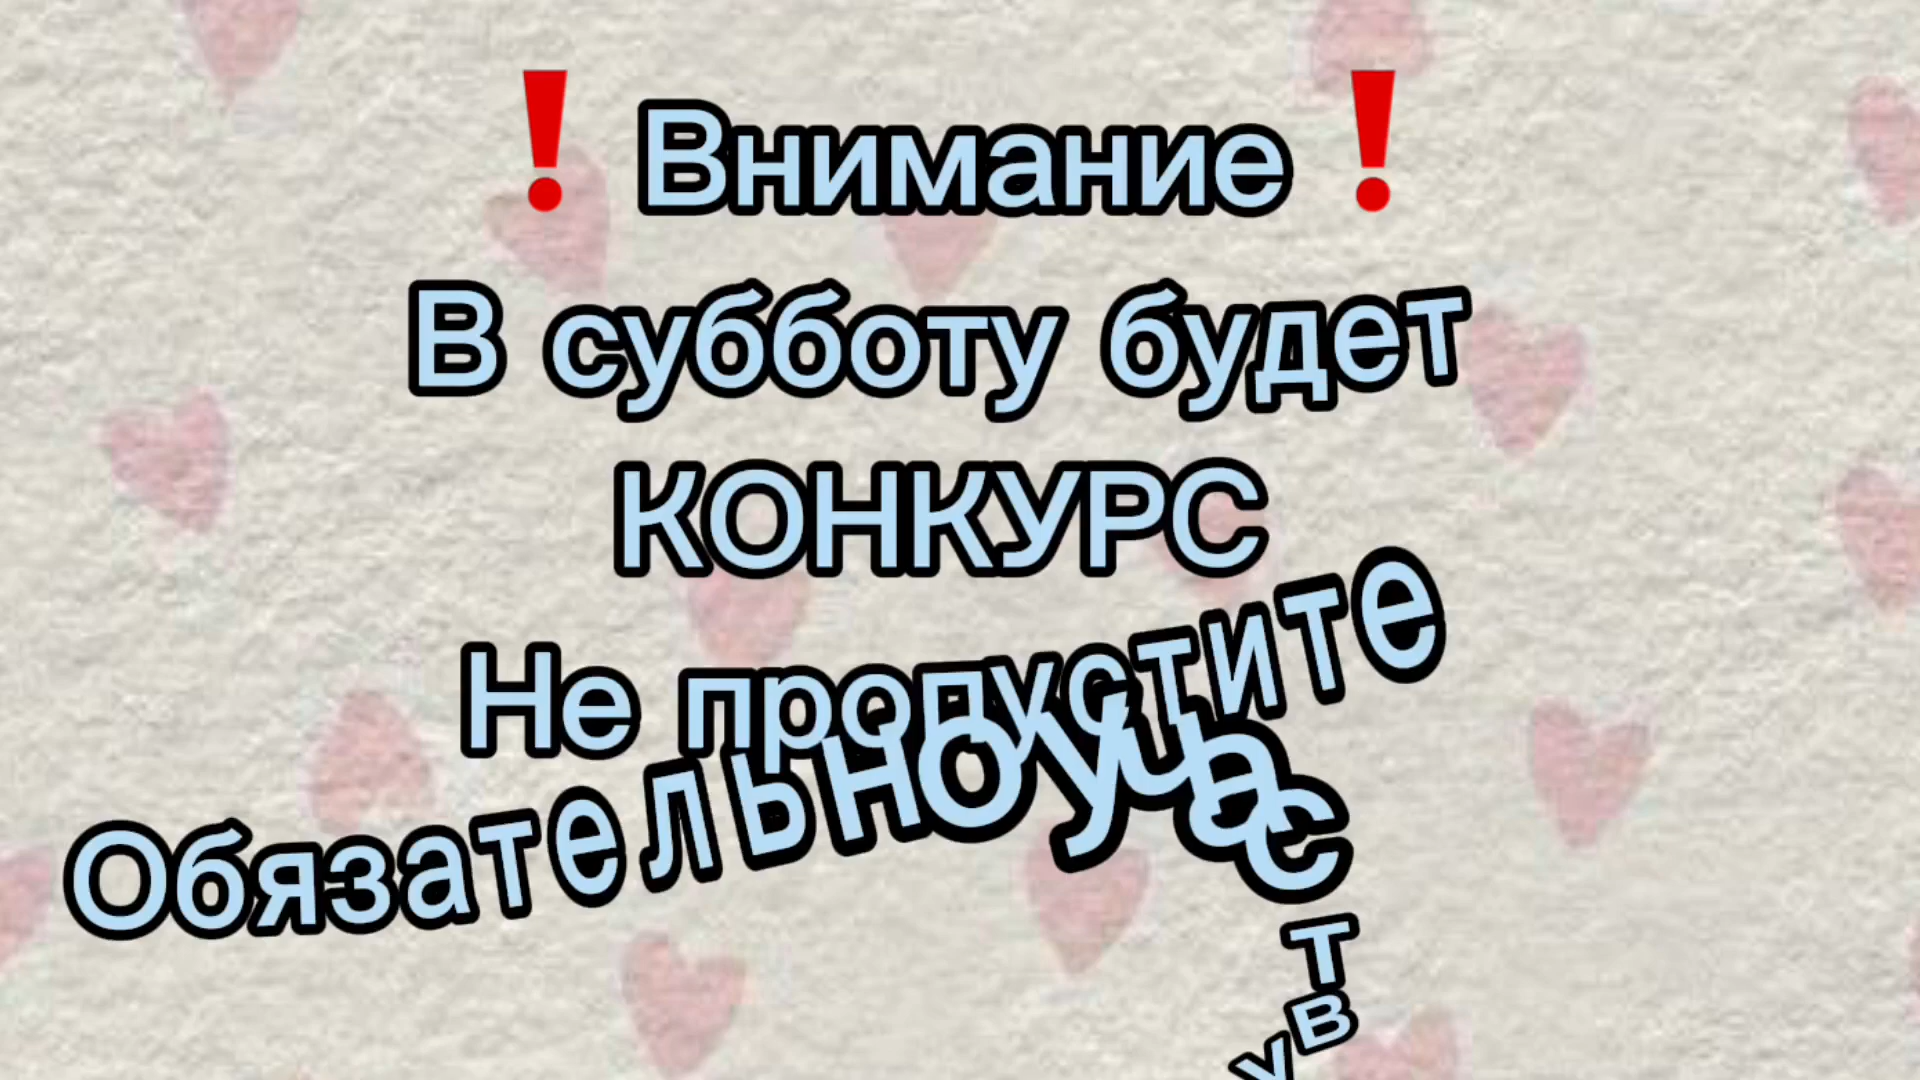 ❗Внимание❗
В субботу будет
КОНКУРС
Не пропустите
Обязательно